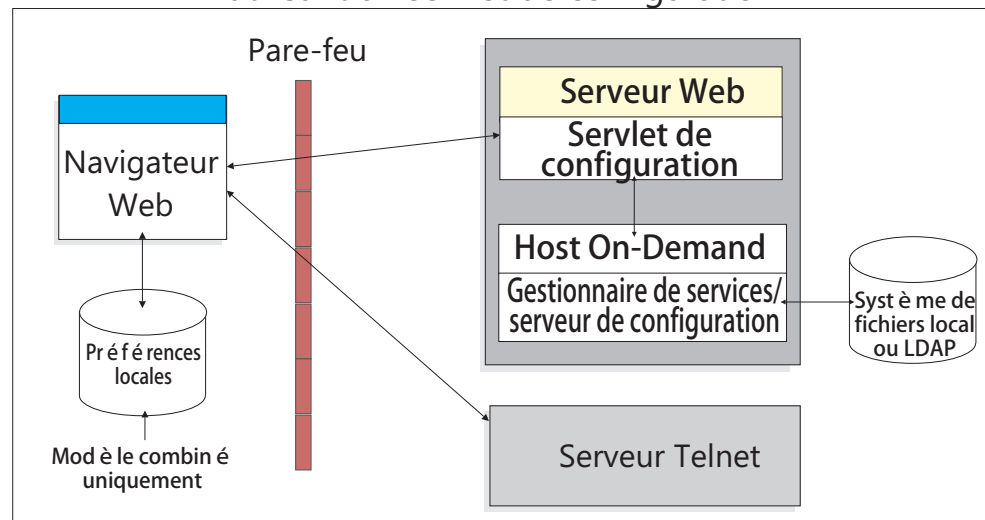 Pare-feu
Navigateur
Web
Serveur Web
Servlet de
configuration
Host On-Demand
Gestionnaire de services/
serveur de configuration
Syst è me de
fichiers local
ou LDAP
Pr é f é rences
locales
Mod è le combin é
uniquement
Serveur Telnet